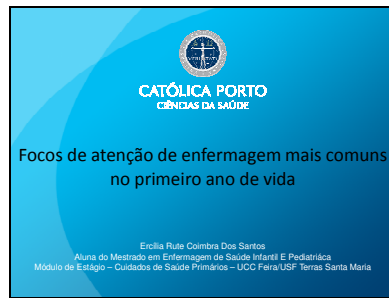 CATÓLICA PORTO
CIÊNCIAS DA SAÚDE
Focos de atenção de enfermagem mais comuns
no primeiro ano de vida
Ercília Rute Coimbra Dos Santos
Aluna do Mestrado em Enfermagem de Saúde Infantil E Pediatríaca
Módulo de Estágio – Cuidados de Saúde Primários – UCC Feira/USF Terras Santa Maria